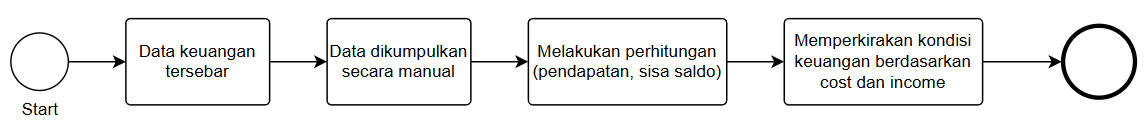 Start
Data keuangan
tersebar
Data dikumpulkan
secara manual
Melakukan perhitungan
(pendapatan, sisa saldo)
Memperkirakan kondisi
keuangan berdasarkan
cost dan income